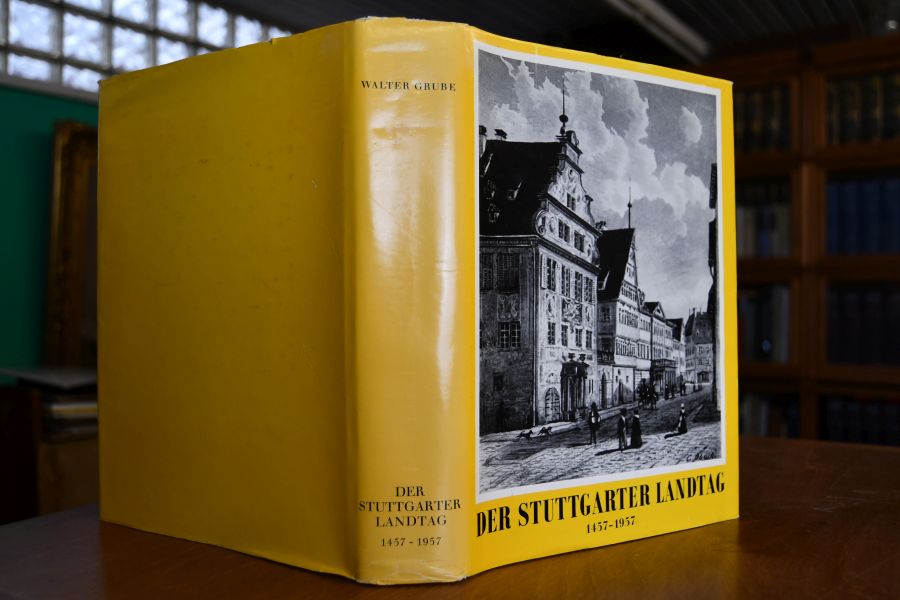 WALTER GRUBE
DER
STUTTGARTER
LANDTAG
1457-1957
DER STUTTGARTER LANDTAG
1457-1957